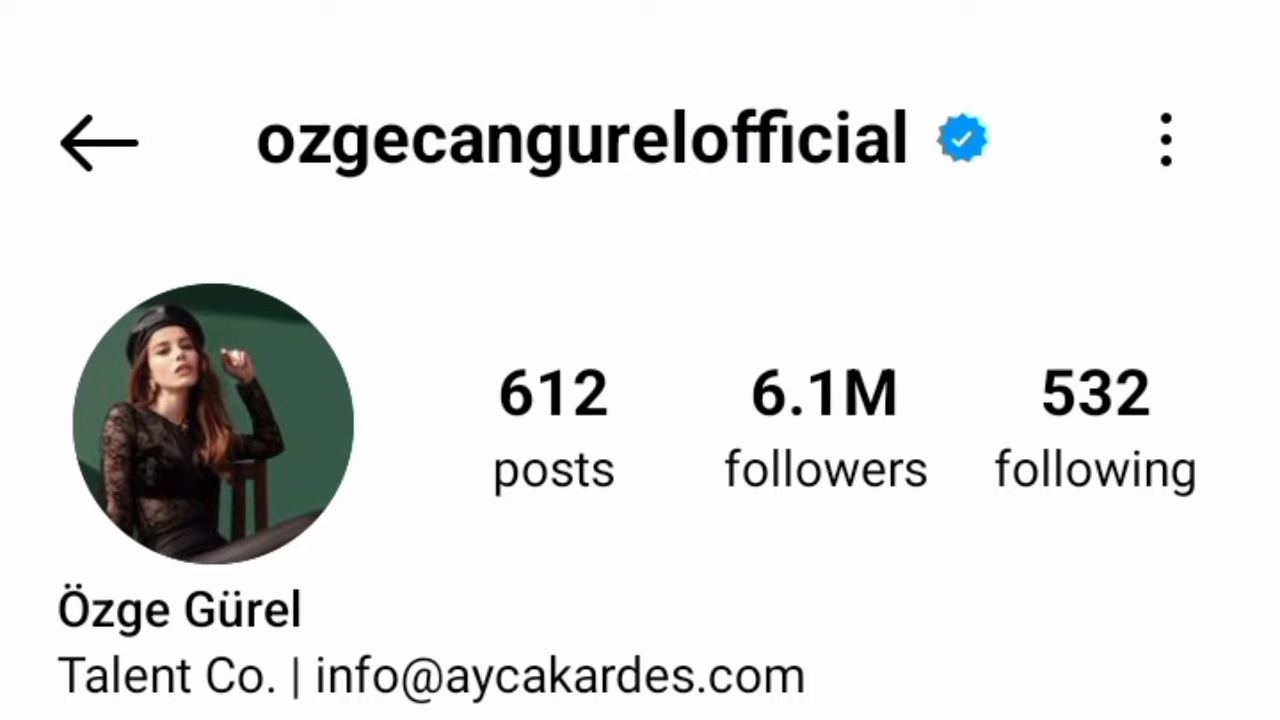 ozgecangurelofficial
612 6.1M 532
posts followers following
Özge Gürel
Talent Co. | info@aycakardes.com